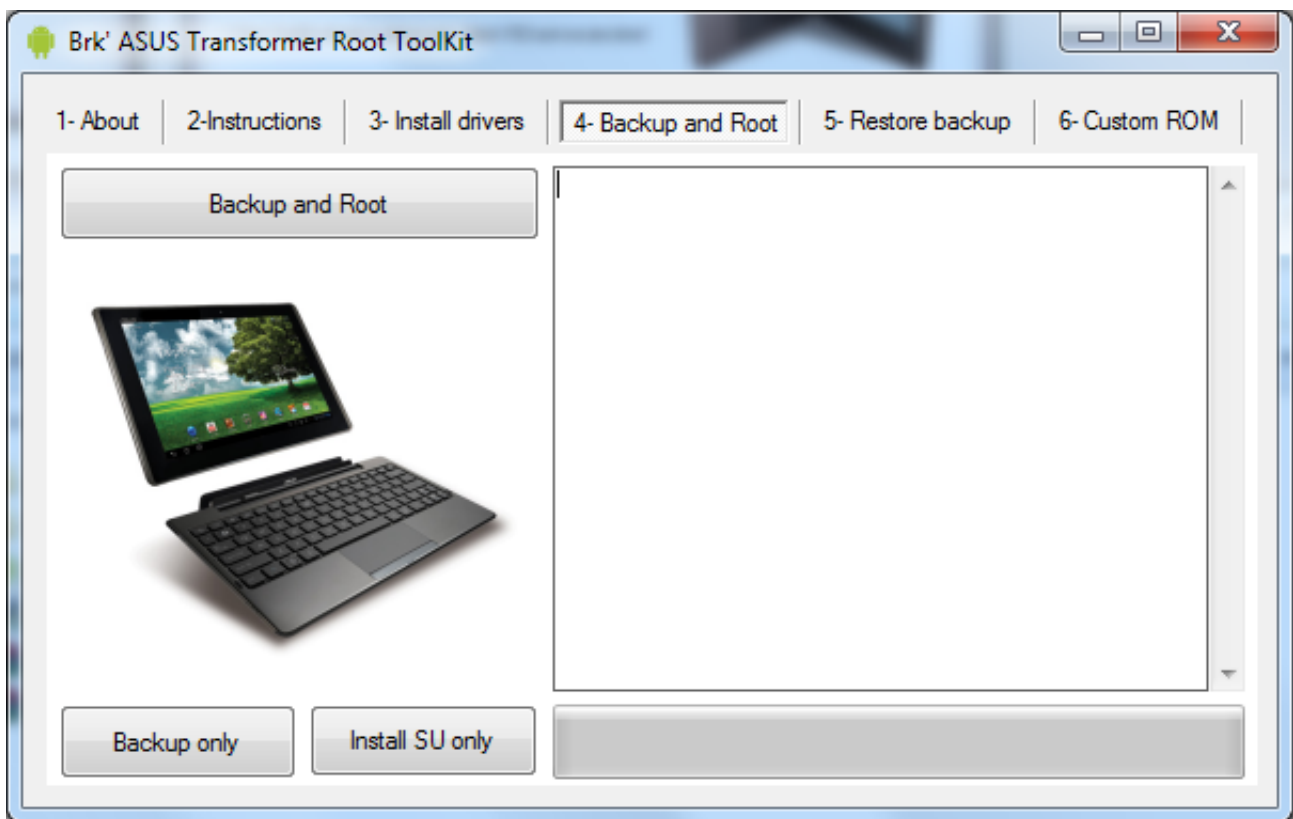 Brk' ASUS Transformer Root ToolKit
1- About 2-Instructions 3- Install drivers 4- Backup and Root 5- Restore backup 6- Custom ROM
Backup and Root
Backup only Install SU only